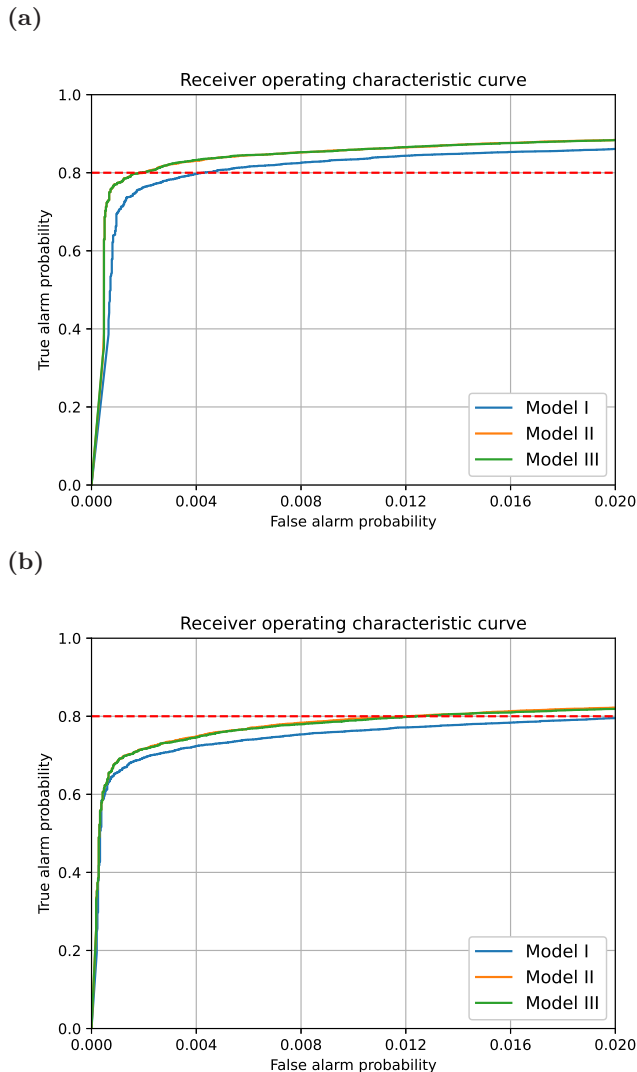 (a)
Receiver operating characteristic curve
1.0
0.8
0.6
0.4
0.2
0.0
True alarm probability
Model I
Model II
Model III
0.000 0.004 0.008 0.012 0.016 0.020
False alarm probability
(b)
Receiver operating characteristic curve
1.0
0.8
0.6
0.4
0.2
0.0
True alarm probability
Model I
Model II
Model III
0.000 0.004 0.008 0.012 0.016 0.020
False alarm probability